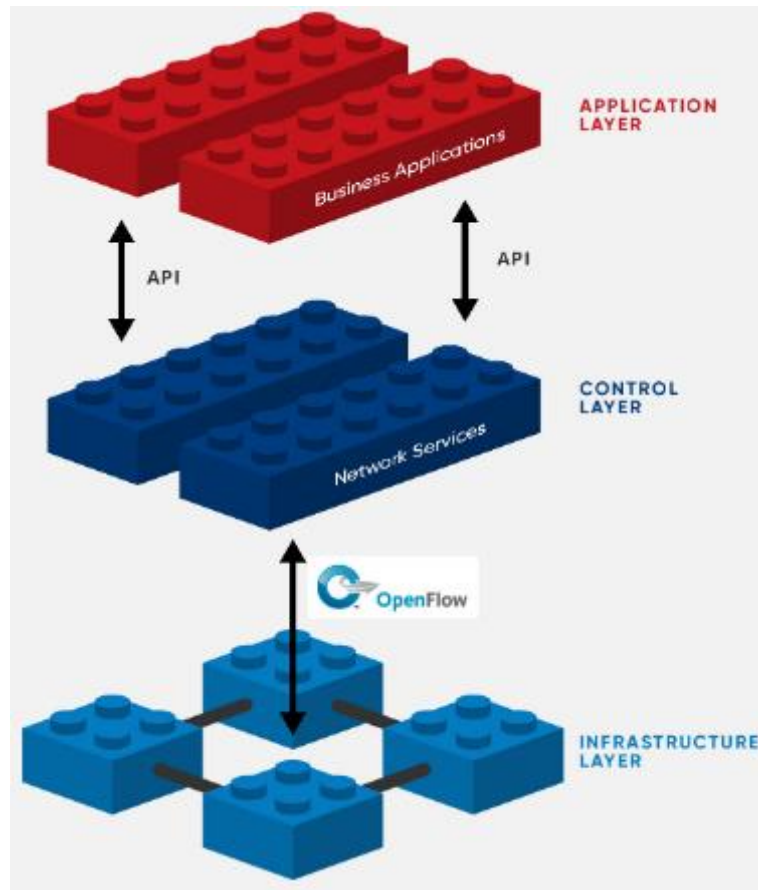 APPLICATION
LAYER
Business Applications
API
API
CONTROL
LAYER
Network Services
OpenFlow
INFRASTRUCTURE
LAYER